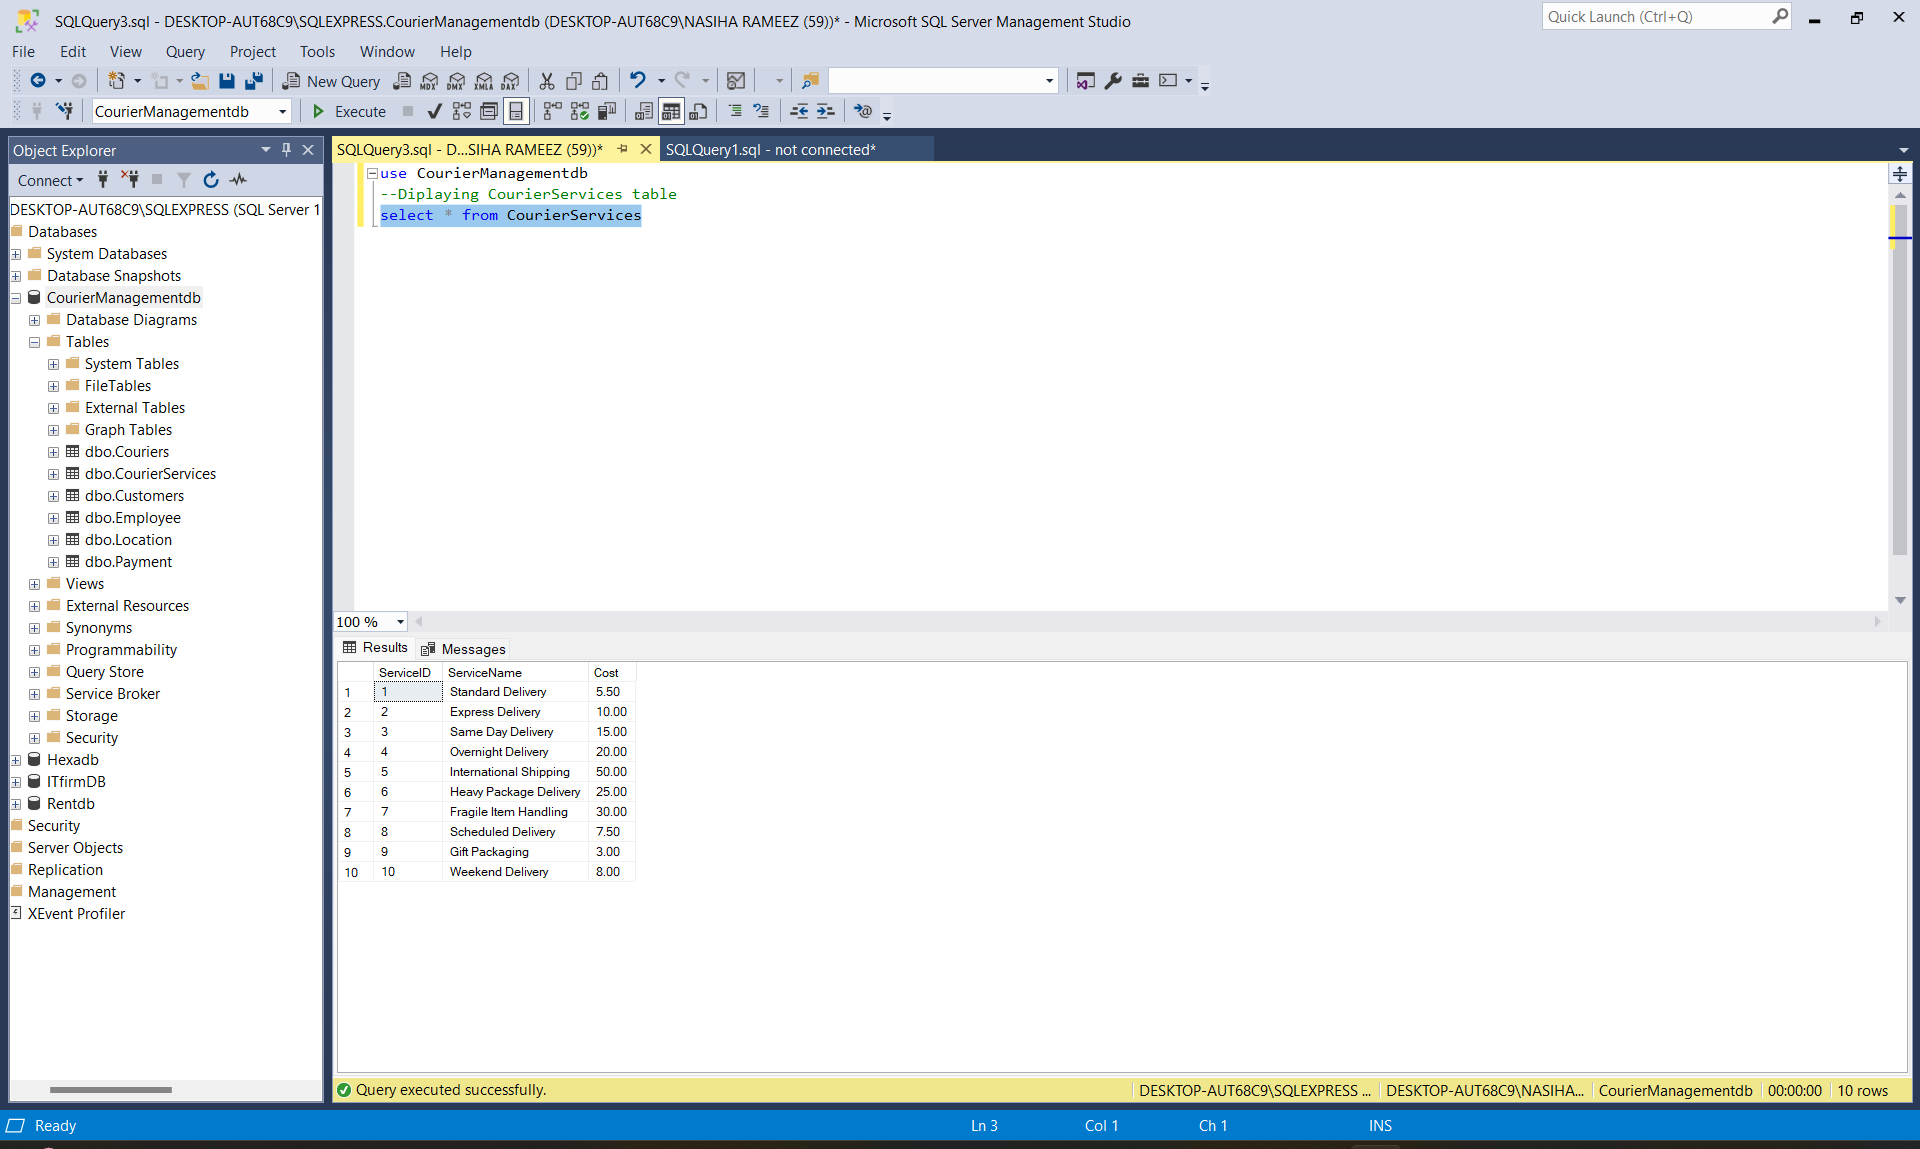 SQLQuery3.sql - DESKTOP-AUT68C9\SQLEXPRESS.CourierManagementdb (DESKTOP-AUT68C9\NASIHA RAMEEZ (59))* - Microsoft SQL Server Management Studio
Quick Launch (Ctrl+Q)
File Edit View Query Project Tools Window Help
New Query
MDX DMX XMLA DAX
CourierManagementdb
Execute
Object Explorer
SQLQuery3.sql - D...SIHA RAMEEZ (59))*
SQLQuery1.sql - not connected*
Connect
DESKTOP-AUT68C9\SQLEXPRESS (SQL Server 1
Databases
System Databases
Database Snapshots
CourierManagementdb
Database Diagrams
Tables
System Tables
FileTables
External Tables
Graph Tables
dbo.Couriers
dbo.CourierServices
dbo.Customers
dbo.Employee
dbo.Location
dbo.Payment
Views
External Resources
Synonyms
Programmability
Query Store
Service Broker
Storage
Security
Hexadb
ITfirmDB
Rentdb
Security
Server Objects
Replication
Management
XEvent Profiler
use CourierManagementdb
--Diplaying CourierServices table
select * from CourierServices
100 %
Results Messages
ServiceID ServiceName Cost
1 1 Standard Delivery 5.50
2 2 Express Delivery 10.00
3 3 Same Day Delivery 15.00
4 4 Overnight Delivery 20.00
5 5 International Shipping 50.00
6 6 Heavy Package Delivery 25.00
7 7 Fragile Item Handling 30.00
8 8 Scheduled Delivery 7.50
9 9 Gift Packaging 3.00
10 10 Weekend Delivery 8.00
Query executed successfully.
DESKTOP-AUT68C9\SQLEXPRESS ... DESKTOP-AUT68C9\NASIHA... CourierManagementdb 00:00:00 10 rows
Ready Ln 3 Col 1 Ch 1 INS